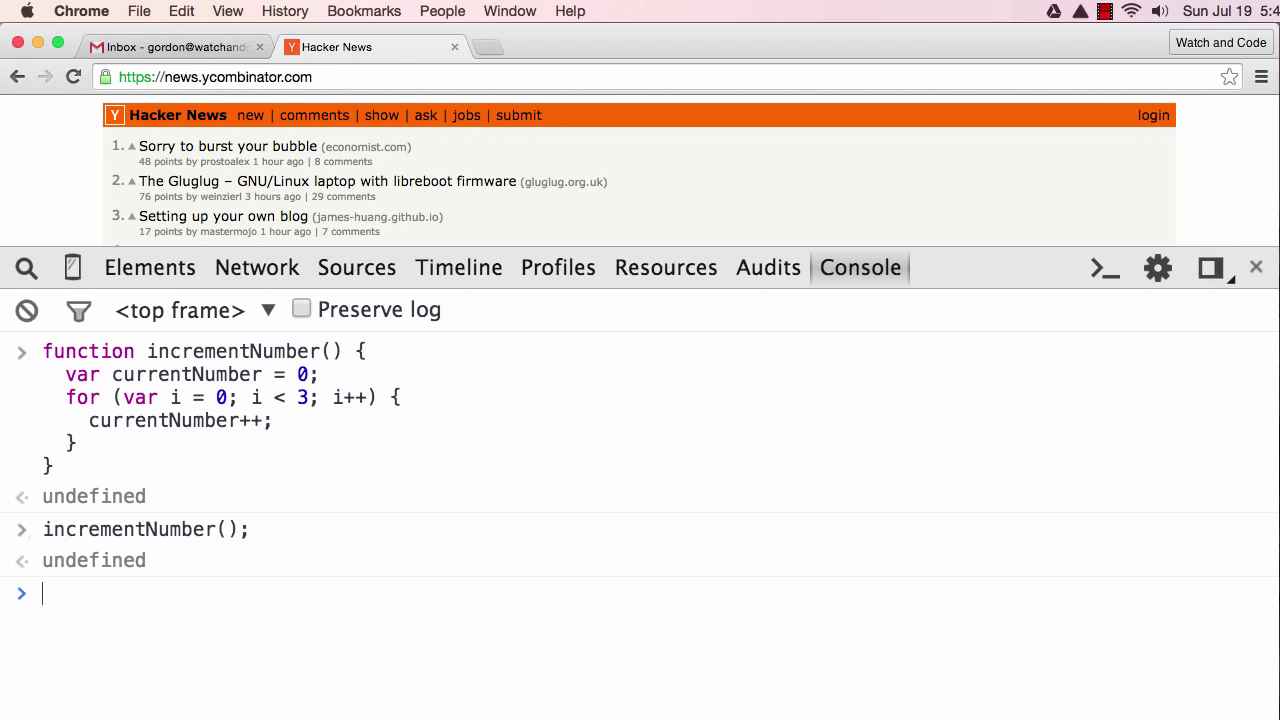 Chrome File Edit View History Bookmarks People Window Help Sun Jul 19 5:4
Inbox - gordon@watchand Hacker News Watch and Code
https://news.ycombinator.com
Y Hacker News new | comments | show | ask | jobs | submit login
1. Sorry to burst your bubble (economist.com)
48 points by prostoalex 1 hour ago | 8 comments
2. The Gluglug – GNU/Linux laptop with libreboot firmware (gluglug.org.uk)
76 points by weinzierl 3 hours ago | 29 comments
3. Setting up your own blog (james-huang.github.io)
17 points by mastermojo 1 hour ago | 7 comments
Elements Network Sources Timeline Profiles Resources Audits Console
<top frame> Preserve log
function incrementNumber() {
var currentNumber = 0;
for (var i = 0; i < 3; i++) {
currentNumber++;
}
}
undefined
incrementNumber();
undefined